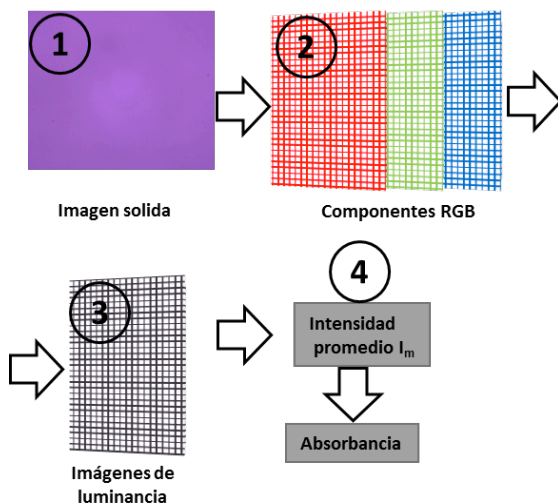 1
2
Imagen solida
Componentes RGB
3
4
Intensidad
promedio Iₘ
Absorbancia
Imágenes de
luminancia